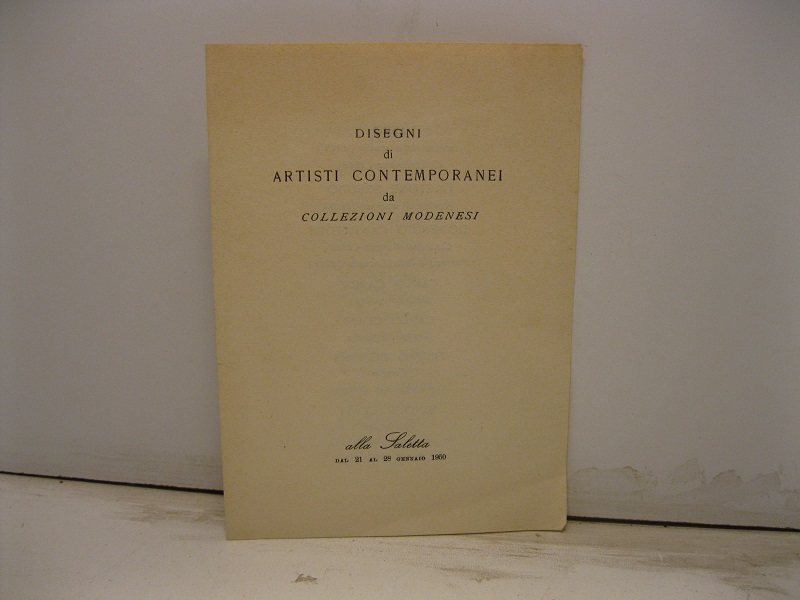 DISEGNI
di
ARTISTI CONTEMPORANEI
da
COLLEZIONI MODENESI
alla Saletta
DAL 21 AL 28 GENNAIO 1960